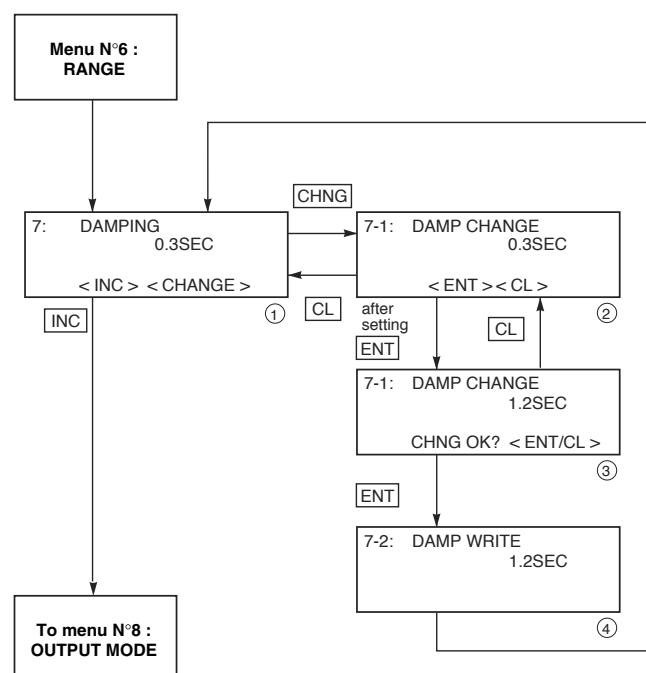 Menu N°6 :
RANGE
CHNG
7: DAMPING
0.3SEC
< INC > < CHANGE >
①
7-1: DAMP CHANGE
0.3SEC
< ENT > < CL >
②
INC
CL
after
setting
ENT
CL
7-1: DAMP CHANGE
1.2SEC
CHNG OK? < ENT/CL >
③
ENT
7-2: DAMP WRITE
1.2SEC
④
To menu N°8 :
OUTPUT MODE